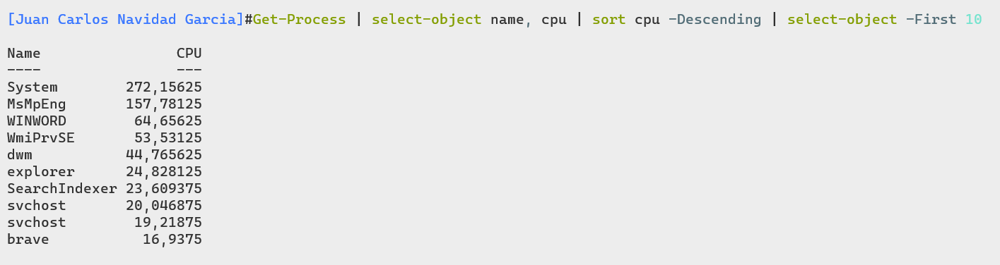 [Juan Carlos Navidad Garcia]#Get-Process | select-object name, cpu | sort cpu -Descending | select-object -First 10
Name                CPU
----                ---
System        272,15625
MsMpEng       157,78125
WINWORD        64,65625
WmiPrvSE       53,53125
dwm           44,765625
explorer      24,828125
SearchIndexer 23,609375
svchost       20,046875
svchost        19,21875
brave           16,9375